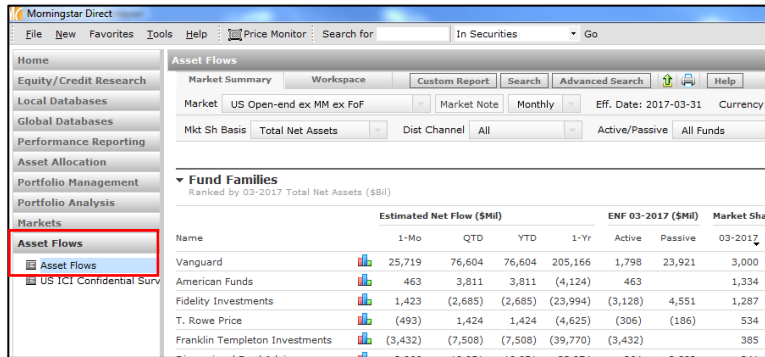 Morningstar Direct
File New Favorites Tools Help Price Monitor Search for In Securities Go
Home
Equity/Credit Research
Local Databases
Global Databases
Performance Reporting
Asset Allocation
Portfolio Management
Portfolio Analysis
Markets
Asset Flows
Asset Flows
US ICI Confidential Surv
Asset Flows
Market Summary Workspace Custom Report Search Advanced Search Help
Market US Open-end ex MM ex FoF Market Note Monthly Eff. Date: 2017-03-31 Currency
Mkt Sh Basis Total Net Assets Dist Channel All Active/Passive All Funds
Fund Families
Ranked by 03-2017 Total Net Assets ($Bil)
Estimated Net Flow ($Mil) ENF 03-2017 ($Mil) Market Sha
Name 1-Mo QTD YTD 1-Yr Active Passive 03-2017
Vanguard 25,719 76,604 76,604 205,166 1,798 23,921 3,000
American Funds 463 3,811 3,811 (4,124) 463 1,334
Fidelity Investments 1,423 (2,685) (2,685) (23,994) (3,128) 4,551 1,287
T. Rowe Price (493) 1,424 1,424 (4,625) (306) (186) 534
Franklin Templeton Investments (3,432) (7,508) (7,508) (39,770) (3,432) 385